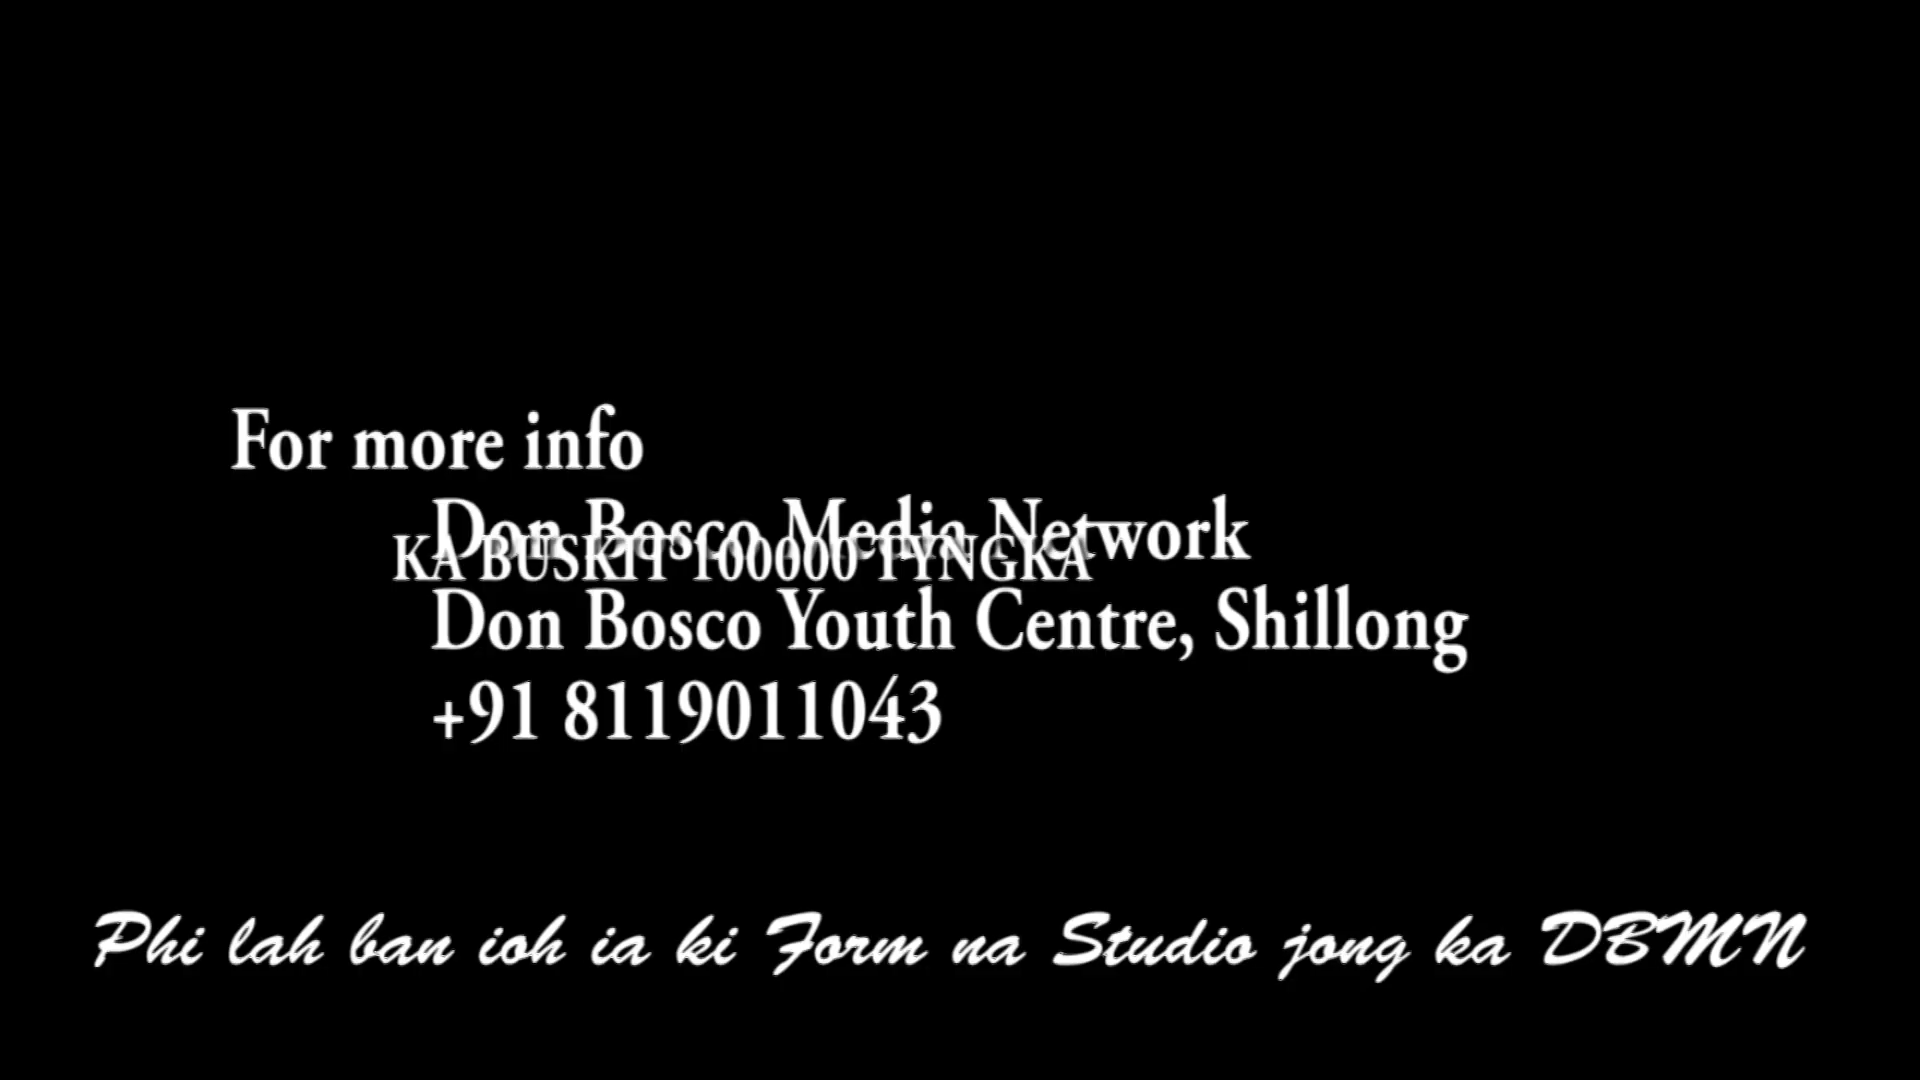 For more info
Don Bosco Media Network
KA BUSKIT 100000 TYNGKA
Don Bosco Youth Centre, Shillong
+91 8119011043
Phi lah ban ioh ia ki Form na Studio jong ka DBMN